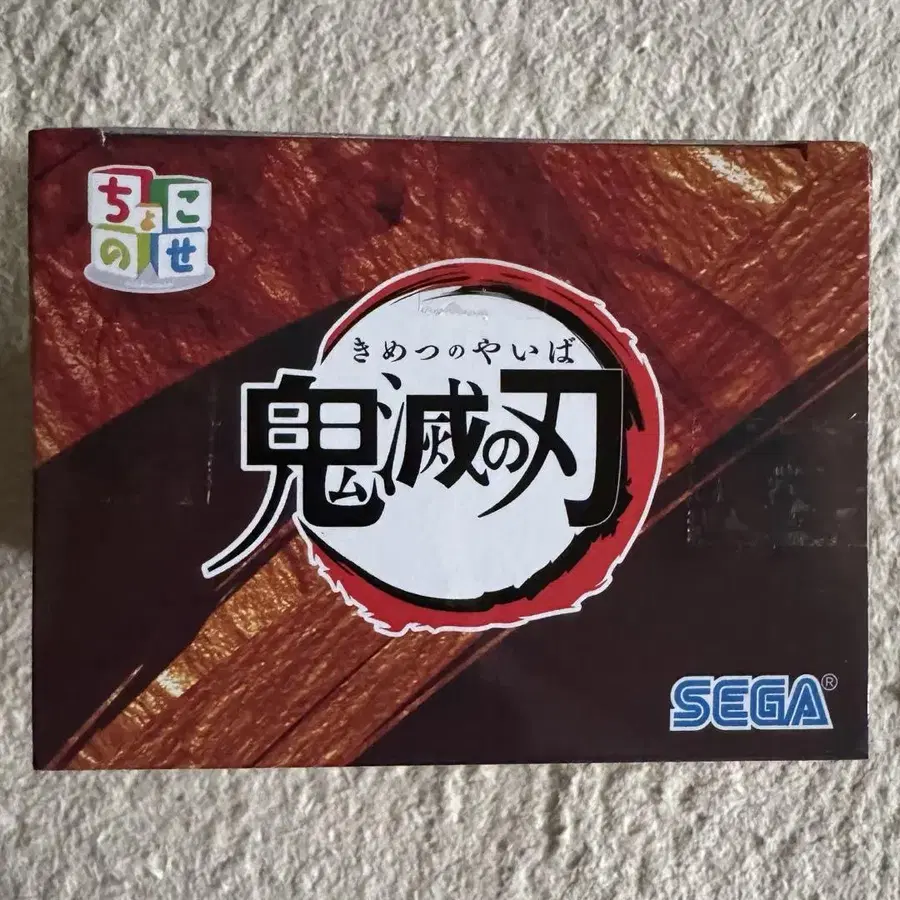 ちょこ
のせ
きめつのやいば
鬼滅の刃
SEGA®